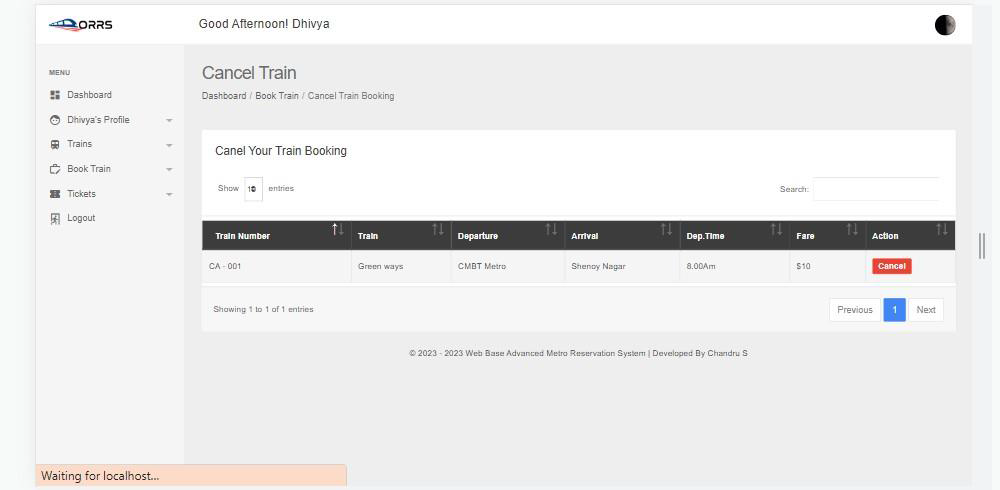 ORRS
Good Afternoon! Dhivya
MENU
Dashboard
Dhivya's Profile
Trains
Book Train
Tickets
Logout
Cancel Train
Dashboard / Book Train / Cancel Train Booking
Canel Your Train Booking
Show 10 entries
Search:
Train Number Train Departure Arrival Dep.Time Fare Action
CA - 001 Green ways CMBT Metro Shenoy Nagar 8.00Am $10 Cancel
Showing 1 to 1 of 1 entries
Previous 1 Next
© 2023 - 2023 Web Base Advanced Metro Reservation System | Developed By Chandru S
Waiting for localhost...